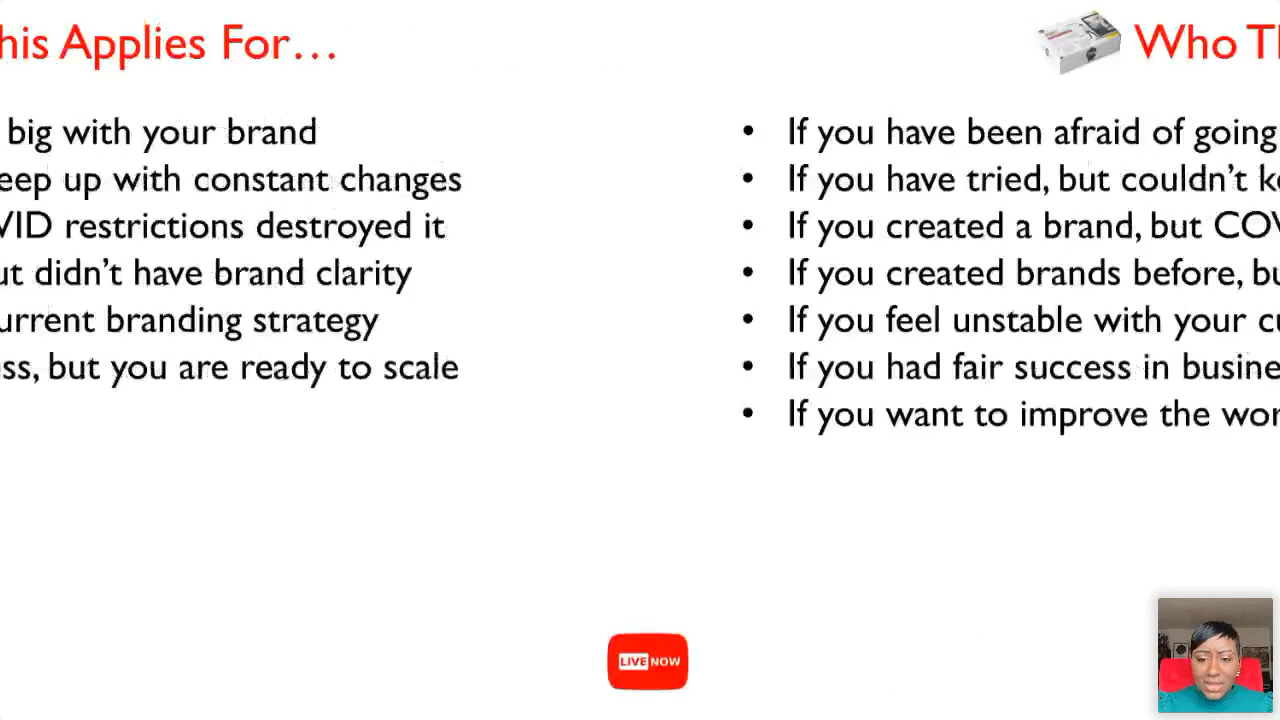 his Applies For…
big with your brand
eep up with constant changes
VID restrictions destroyed it
ut didn't have brand clarity
urrent branding strategy
ss, but you are ready to scale
Who Th
• If you have been afraid of going
• If you have tried, but couldn't ke
• If you created a brand, but COV
• If you created brands before, bu
• If you feel unstable with your cu
• If you had fair success in busine
• If you want to improve the wor
LIVE NOW